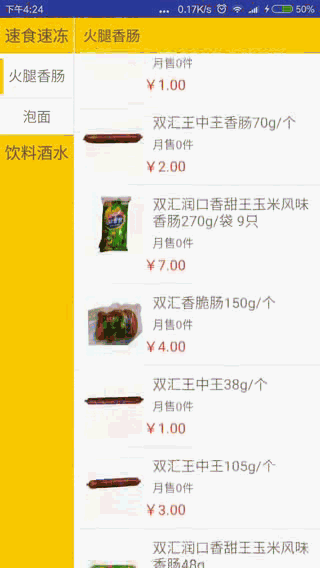 下午4:24
0.17K/s
50%
速食速冻
火腿香肠
火腿香肠
泡面
饮料酒水
月售0件
￥1.00
双汇王中王香肠70g/个
月售0件
￥2.00
双汇润口香甜王玉米风味
香肠270g/袋 9只
月售0件
￥7.00
双汇香脆肠150g/个
月售0件
￥4.00
双汇王中王38g/个
月售0件
￥1.00
双汇王中王105g/个
月售0件
￥3.00
双汇润口香甜王玉米风味
香肠48g